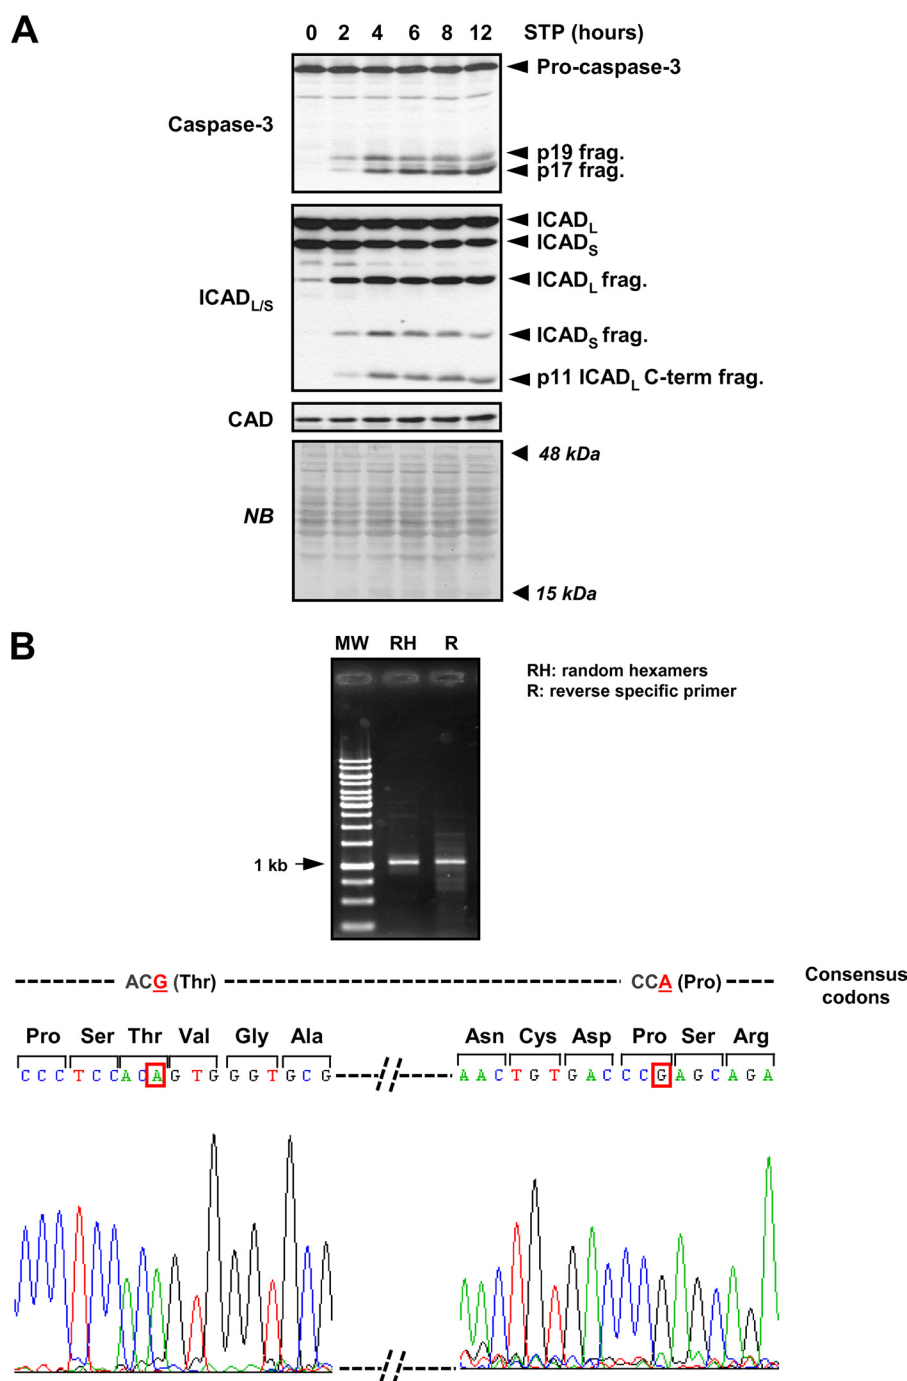 A
0 2 4 6 8 12 STP (hours)
Pro-caspase-3
Caspase-3
p19 frag.
p17 frag.
ICADL
ICADS
ICADL frag.
ICADL/S
ICADS frag.
p11 ICADL C-term frag.
CAD
48 kDa
NB
15 kDa
B
MW RH R
RH: random hexamers
R: reverse specific primer
1 kb
ACG (Thr) CCA (Pro) Consensus
codons
Pro Ser Thr Val Gly Ala Asn Cys Asp Pro Ser Arg
C C C T C C A C A G T G G G T G C G A A C T G T G A C C C G A G C A G A